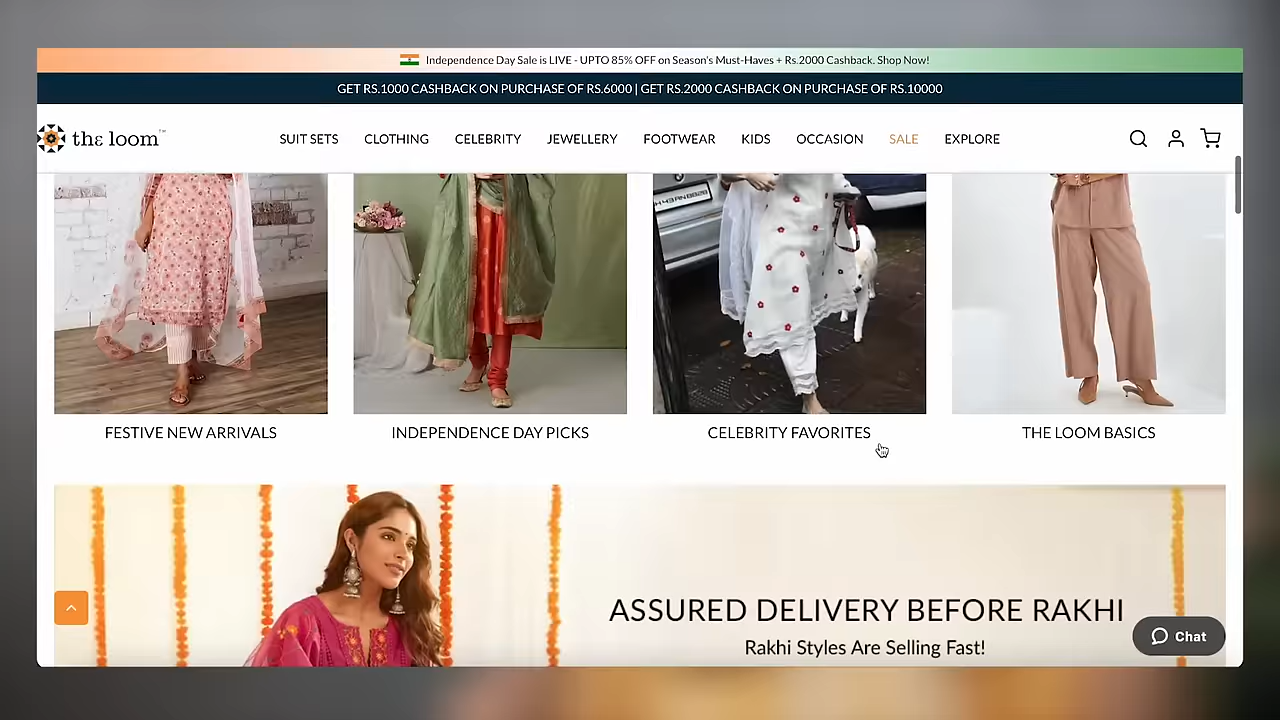 Independence Day Sale is LIVE - UPTO 85% OFF on Season's Must-Haves + Rs.2000 Cashback. Shop Now!
GET RS.1000 CASHBACK ON PURCHASE OF RS.6000 | GET RS.2000 CASHBACK ON PURCHASE OF RS.10000
thε loom™
SUIT SETS CLOTHING CELEBRITY JEWELLERY FOOTWEAR KIDS OCCASION SALE EXPLORE
FESTIVE NEW ARRIVALS INDEPENDENCE DAY PICKS CELEBRITY FAVORITES THE LOOM BASICS
ASSURED DELIVERY BEFORE RAKHI
Rakhi Styles Are Selling Fast!
Chat